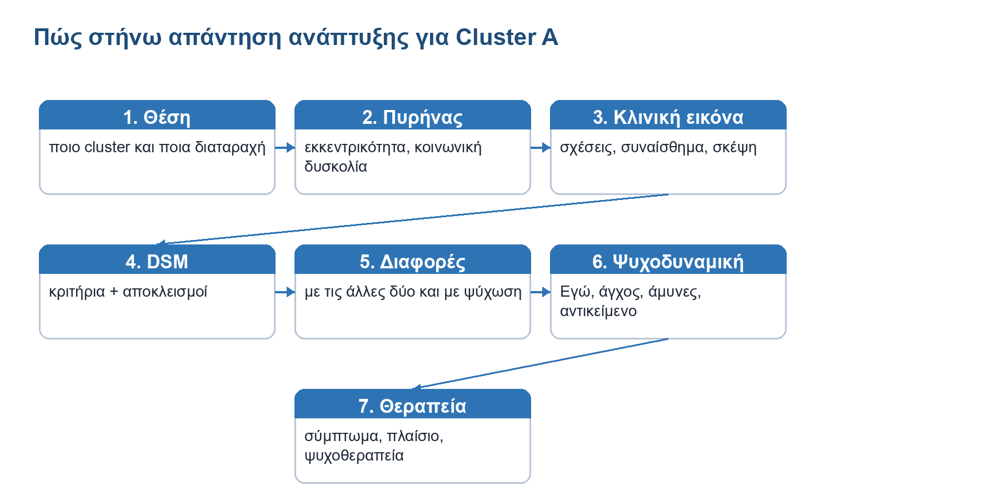 Πώς στήνω απάντηση ανάπτυξης για Cluster A
1. Θέση
ποιο cluster και ποια διαταραχή
2. Πυρήνας
εκκεντρικότητα, κοινωνική
δυσκολία
3. Κλινική εικόνα
σχέσεις, συναίσθημα, σκέψη
4. DSM
κριτήρια + αποκλεισμοί
5. Διαφορές
με τις άλλες δύο και με ψύχωση
6. Ψυχοδυναμική
Εγώ, άγχος, άμυνες,
αντικείμενο
7. Θεραπεία
σύμπτωμα, πλαίσιο,
ψυχοθεραπεία